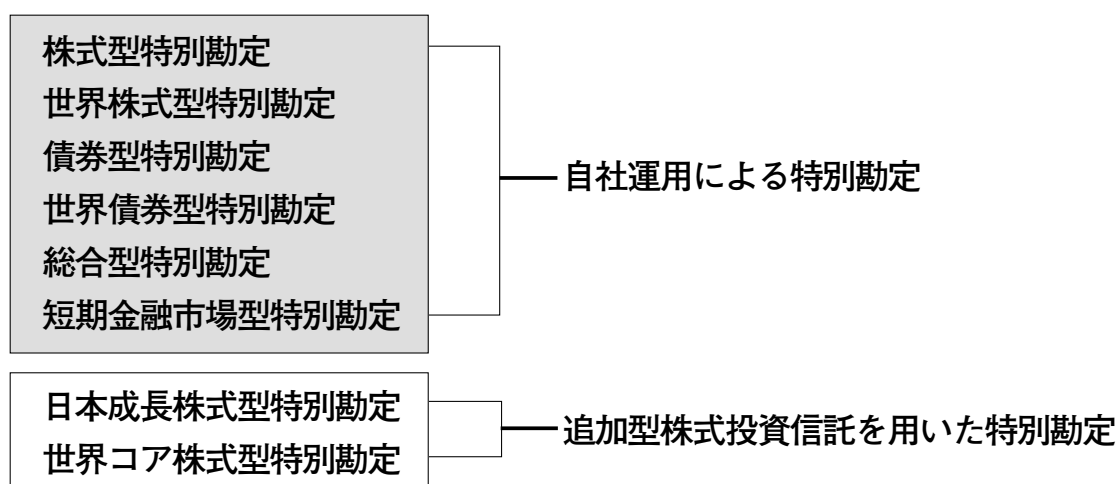 株式型特別勘定
世界株式型特別勘定
債券型特別勘定
世界債券型特別勘定
総合型特別勘定
短期金融市場型特別勘定
自社運用による特別勘定
日本成長株式型特別勘定
世界コア株式型特別勘定
追加型株式投資信託を用いた特別勘定